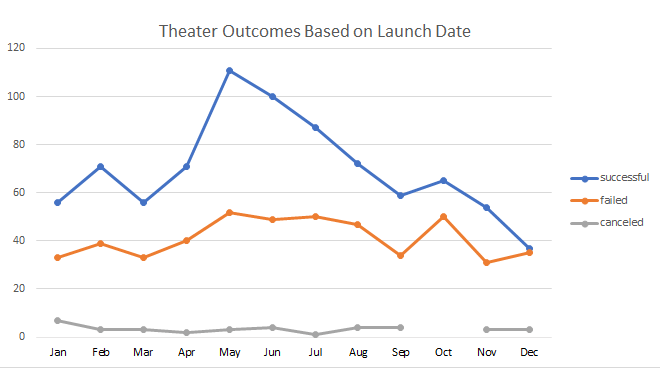 Theater Outcomes Based on Launch Date
120
100
80
60
40
20
0
Jan Feb Mar Apr May Jun Jul Aug Sep Oct Nov Dec
successful
failed
canceled